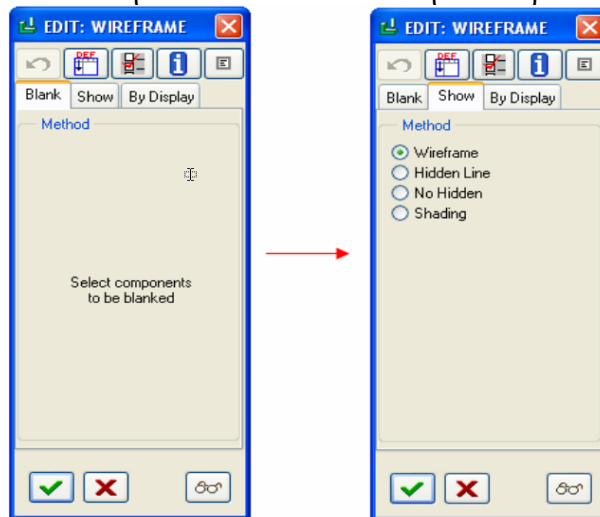 EDIT: WIREFRAME
DEF
Blank Show By Display
Method
Select components
to be blanked
EDIT: WIREFRAME
DEF
Blank Show By Display
Method
Wireframe
Hidden Line
No Hidden
Shading